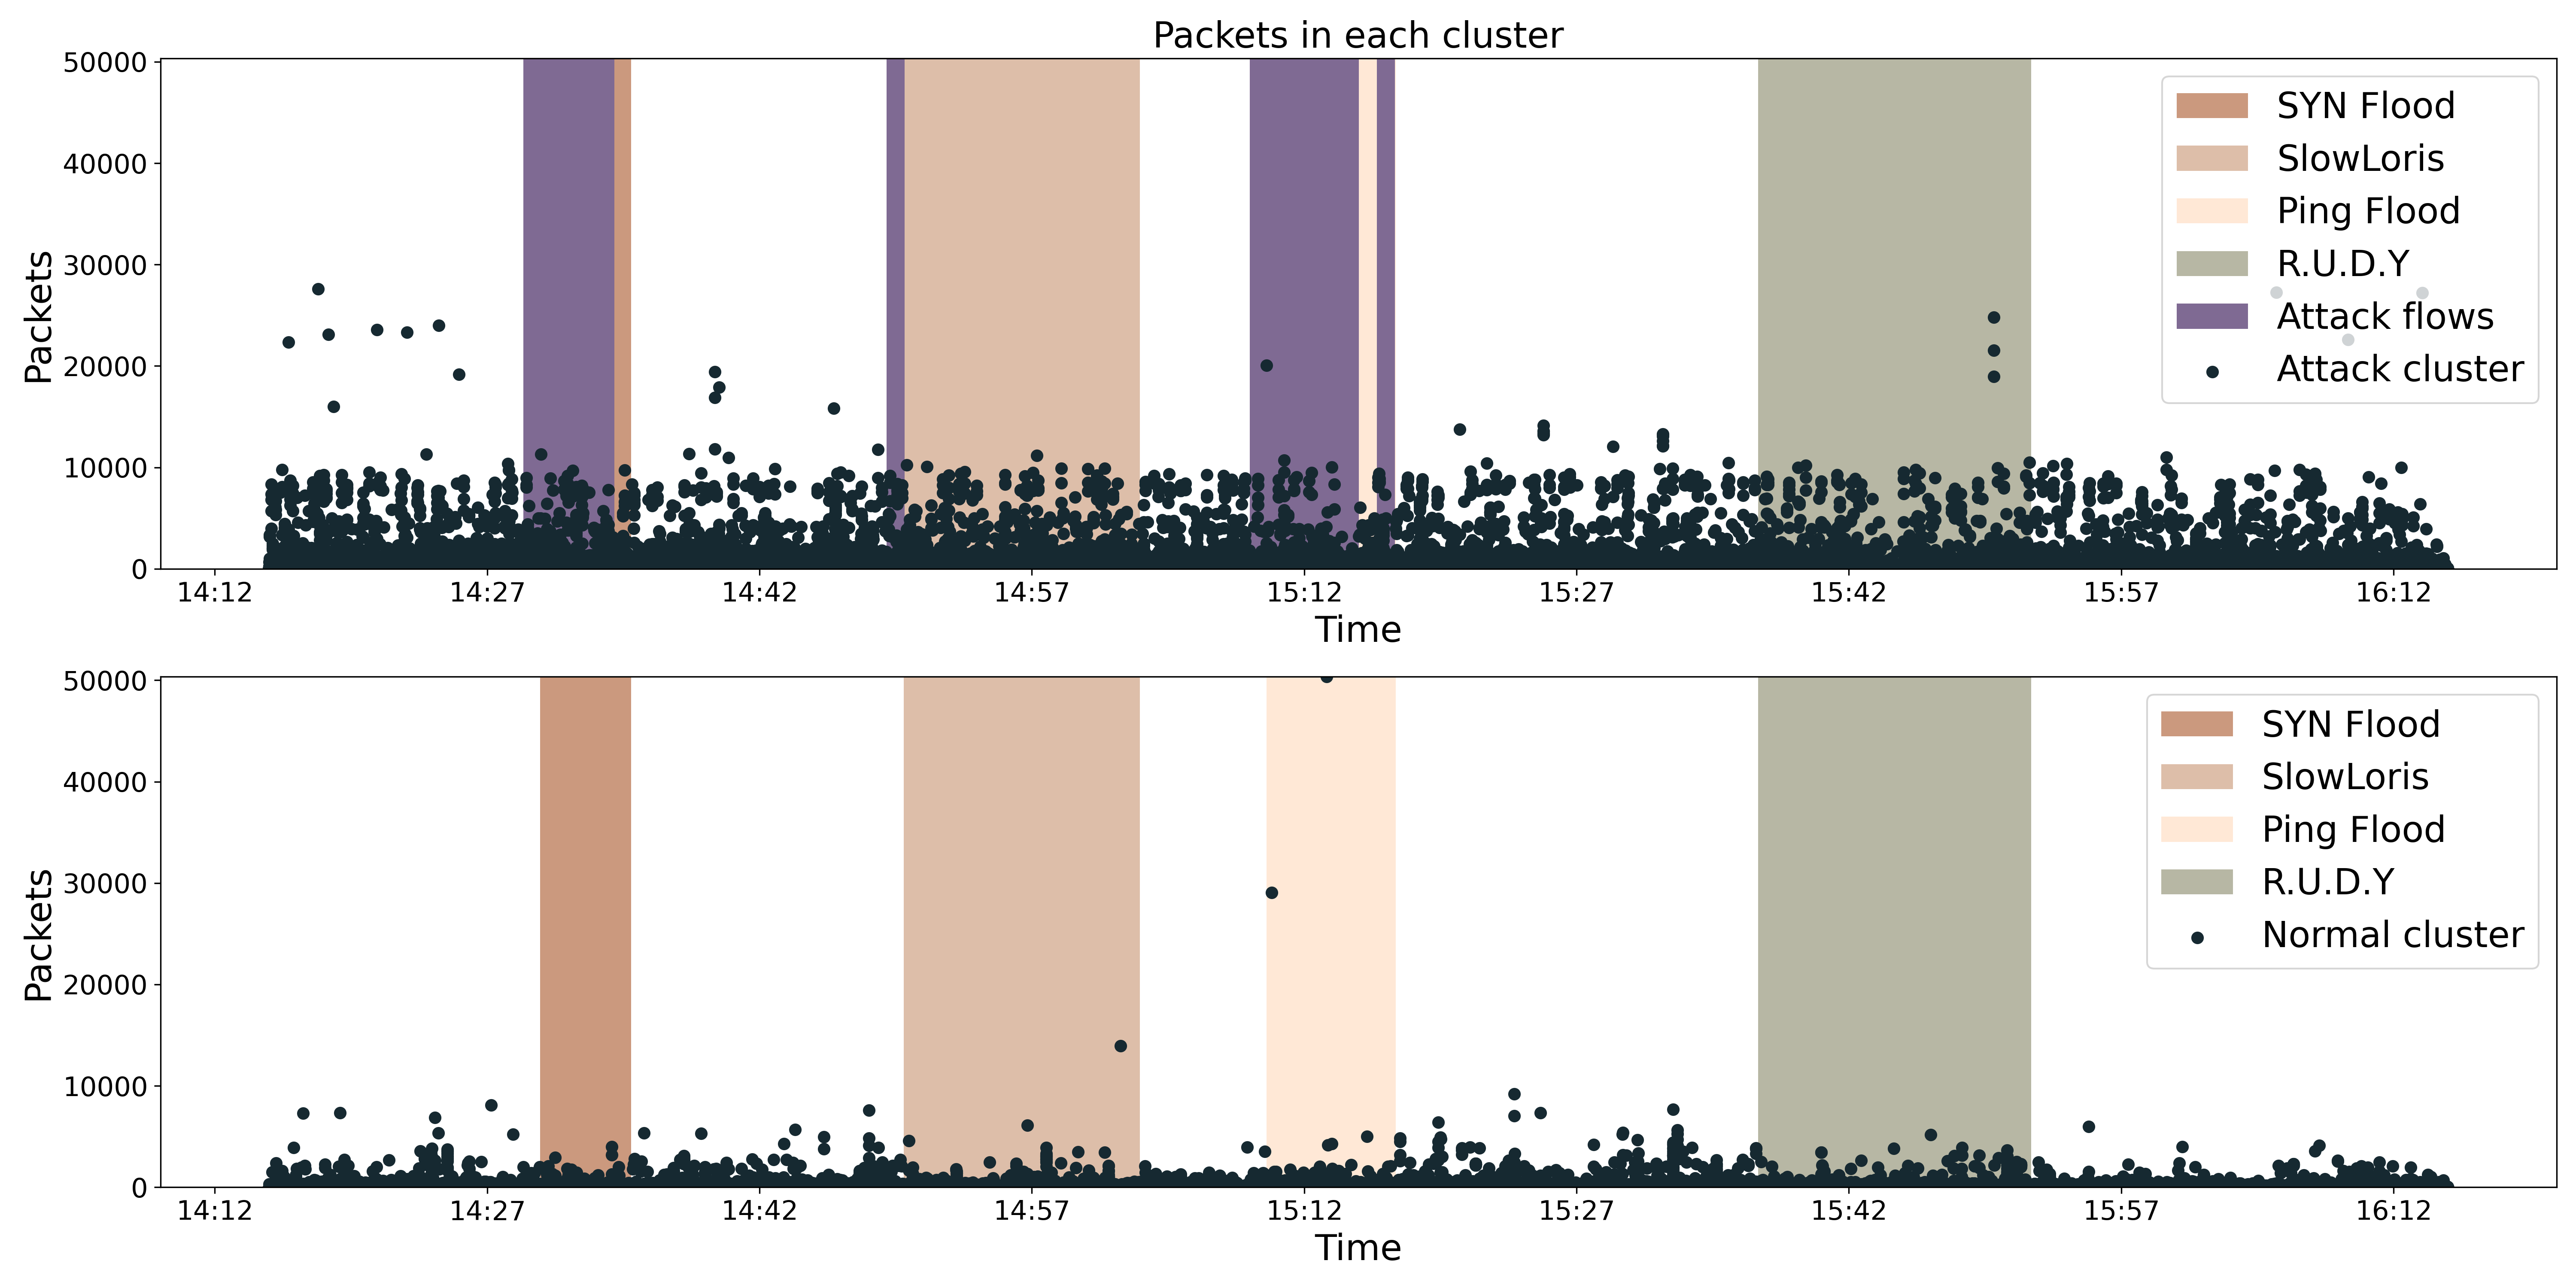 Packets in each cluster
Packets
50000
40000
30000
20000
10000
0
SYN Flood
SlowLoris
Ping Flood
R.U.D.Y
Attack flows
Attack cluster
14:12 14:27 14:42 14:57 15:12 15:27 15:42 15:57 16:12
Time
Packets
50000
40000
30000
20000
10000
0
SYN Flood
SlowLoris
Ping Flood
R.U.D.Y
Normal cluster
14:12 14:27 14:42 14:57 15:12 15:27 15:42 15:57 16:12
Time